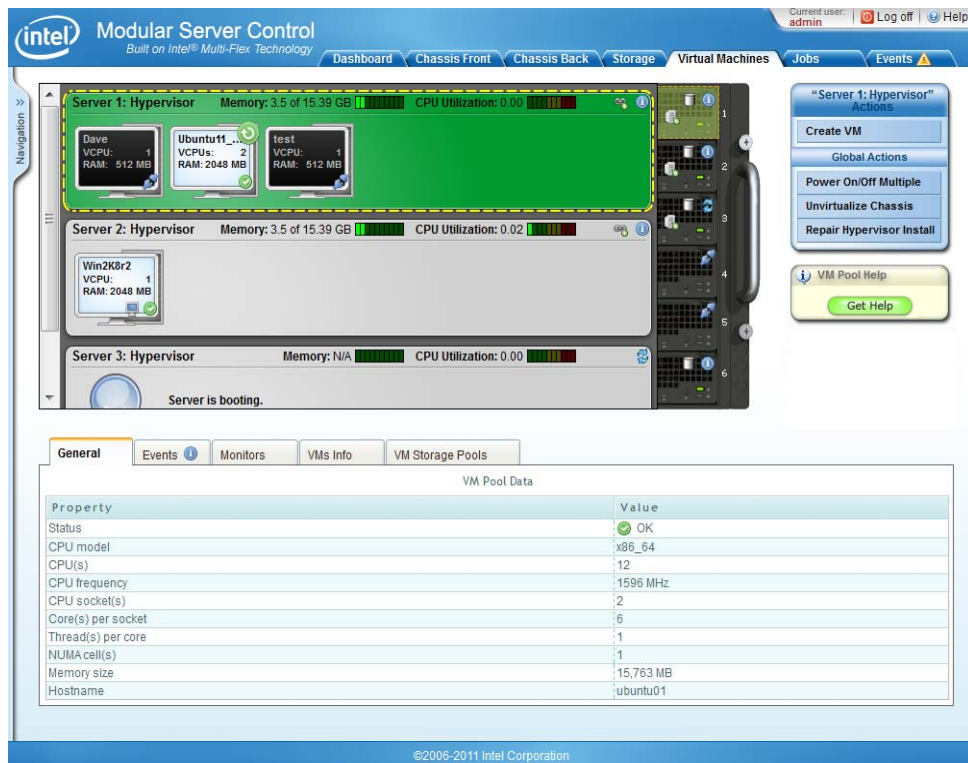 Current user:
admin
Log off
Help
intel
Modular Server Control
Built on Intel® Multi-Flex Technology
Dashboard
Chassis Front
Chassis Back
Storage
Virtual Machines
Jobs
Events
» Navigation
Server 1: Hypervisor Memory: 3.5 of 15.39 GB CPU Utilization: 0.00
Dave
VCPU: 1
RAM: 512 MB
Ubuntu11_...
VCPUs: 2
RAM: 2048 MB
test
VCPU: 1
RAM: 512 MB
Server 2: Hypervisor Memory: 3.5 of 15.39 GB CPU Utilization: 0.02
Win2K8r2
VCPU: 1
RAM: 2048 MB
Server 3: Hypervisor Memory: N/A CPU Utilization: 0.00
Server is booting.
1
2
3
4
5
6
"Server 1: Hypervisor"
Actions
Create VM
Global Actions
Power On/Off Multiple
Unvirtualize Chassis
Repair Hypervisor Install
VM Pool Help
Get Help
General
Events
Monitors
VMs Info
VM Storage Pools
VM Pool Data
Property Value
Status OK
CPU model x86_64
CPU(s) 12
CPU frequency 1596 MHz
CPU socket(s) 2
Core(s) per socket 6
Thread(s) per core 1
NUMA cell(s) 1
Memory size 15,763 MB
Hostname ubuntu01
©2006-2011 Intel Corporation